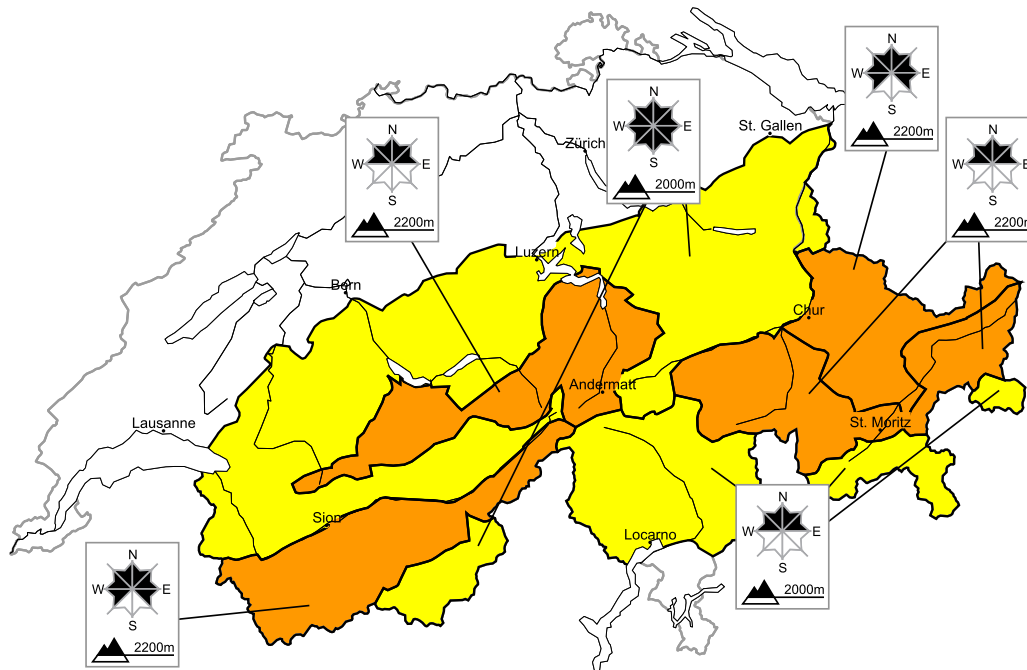 N
W E
S
2200m
N
W E
S
2200m
N
S
2000m
N
W E
S
2200m
St. Gallen
Zürich
Luzern
Bern
Chur
Andermatt
St. Moritz
Lausanne
Sion
Locarno
N
W E
S
2000m
N
W E
S
2200m